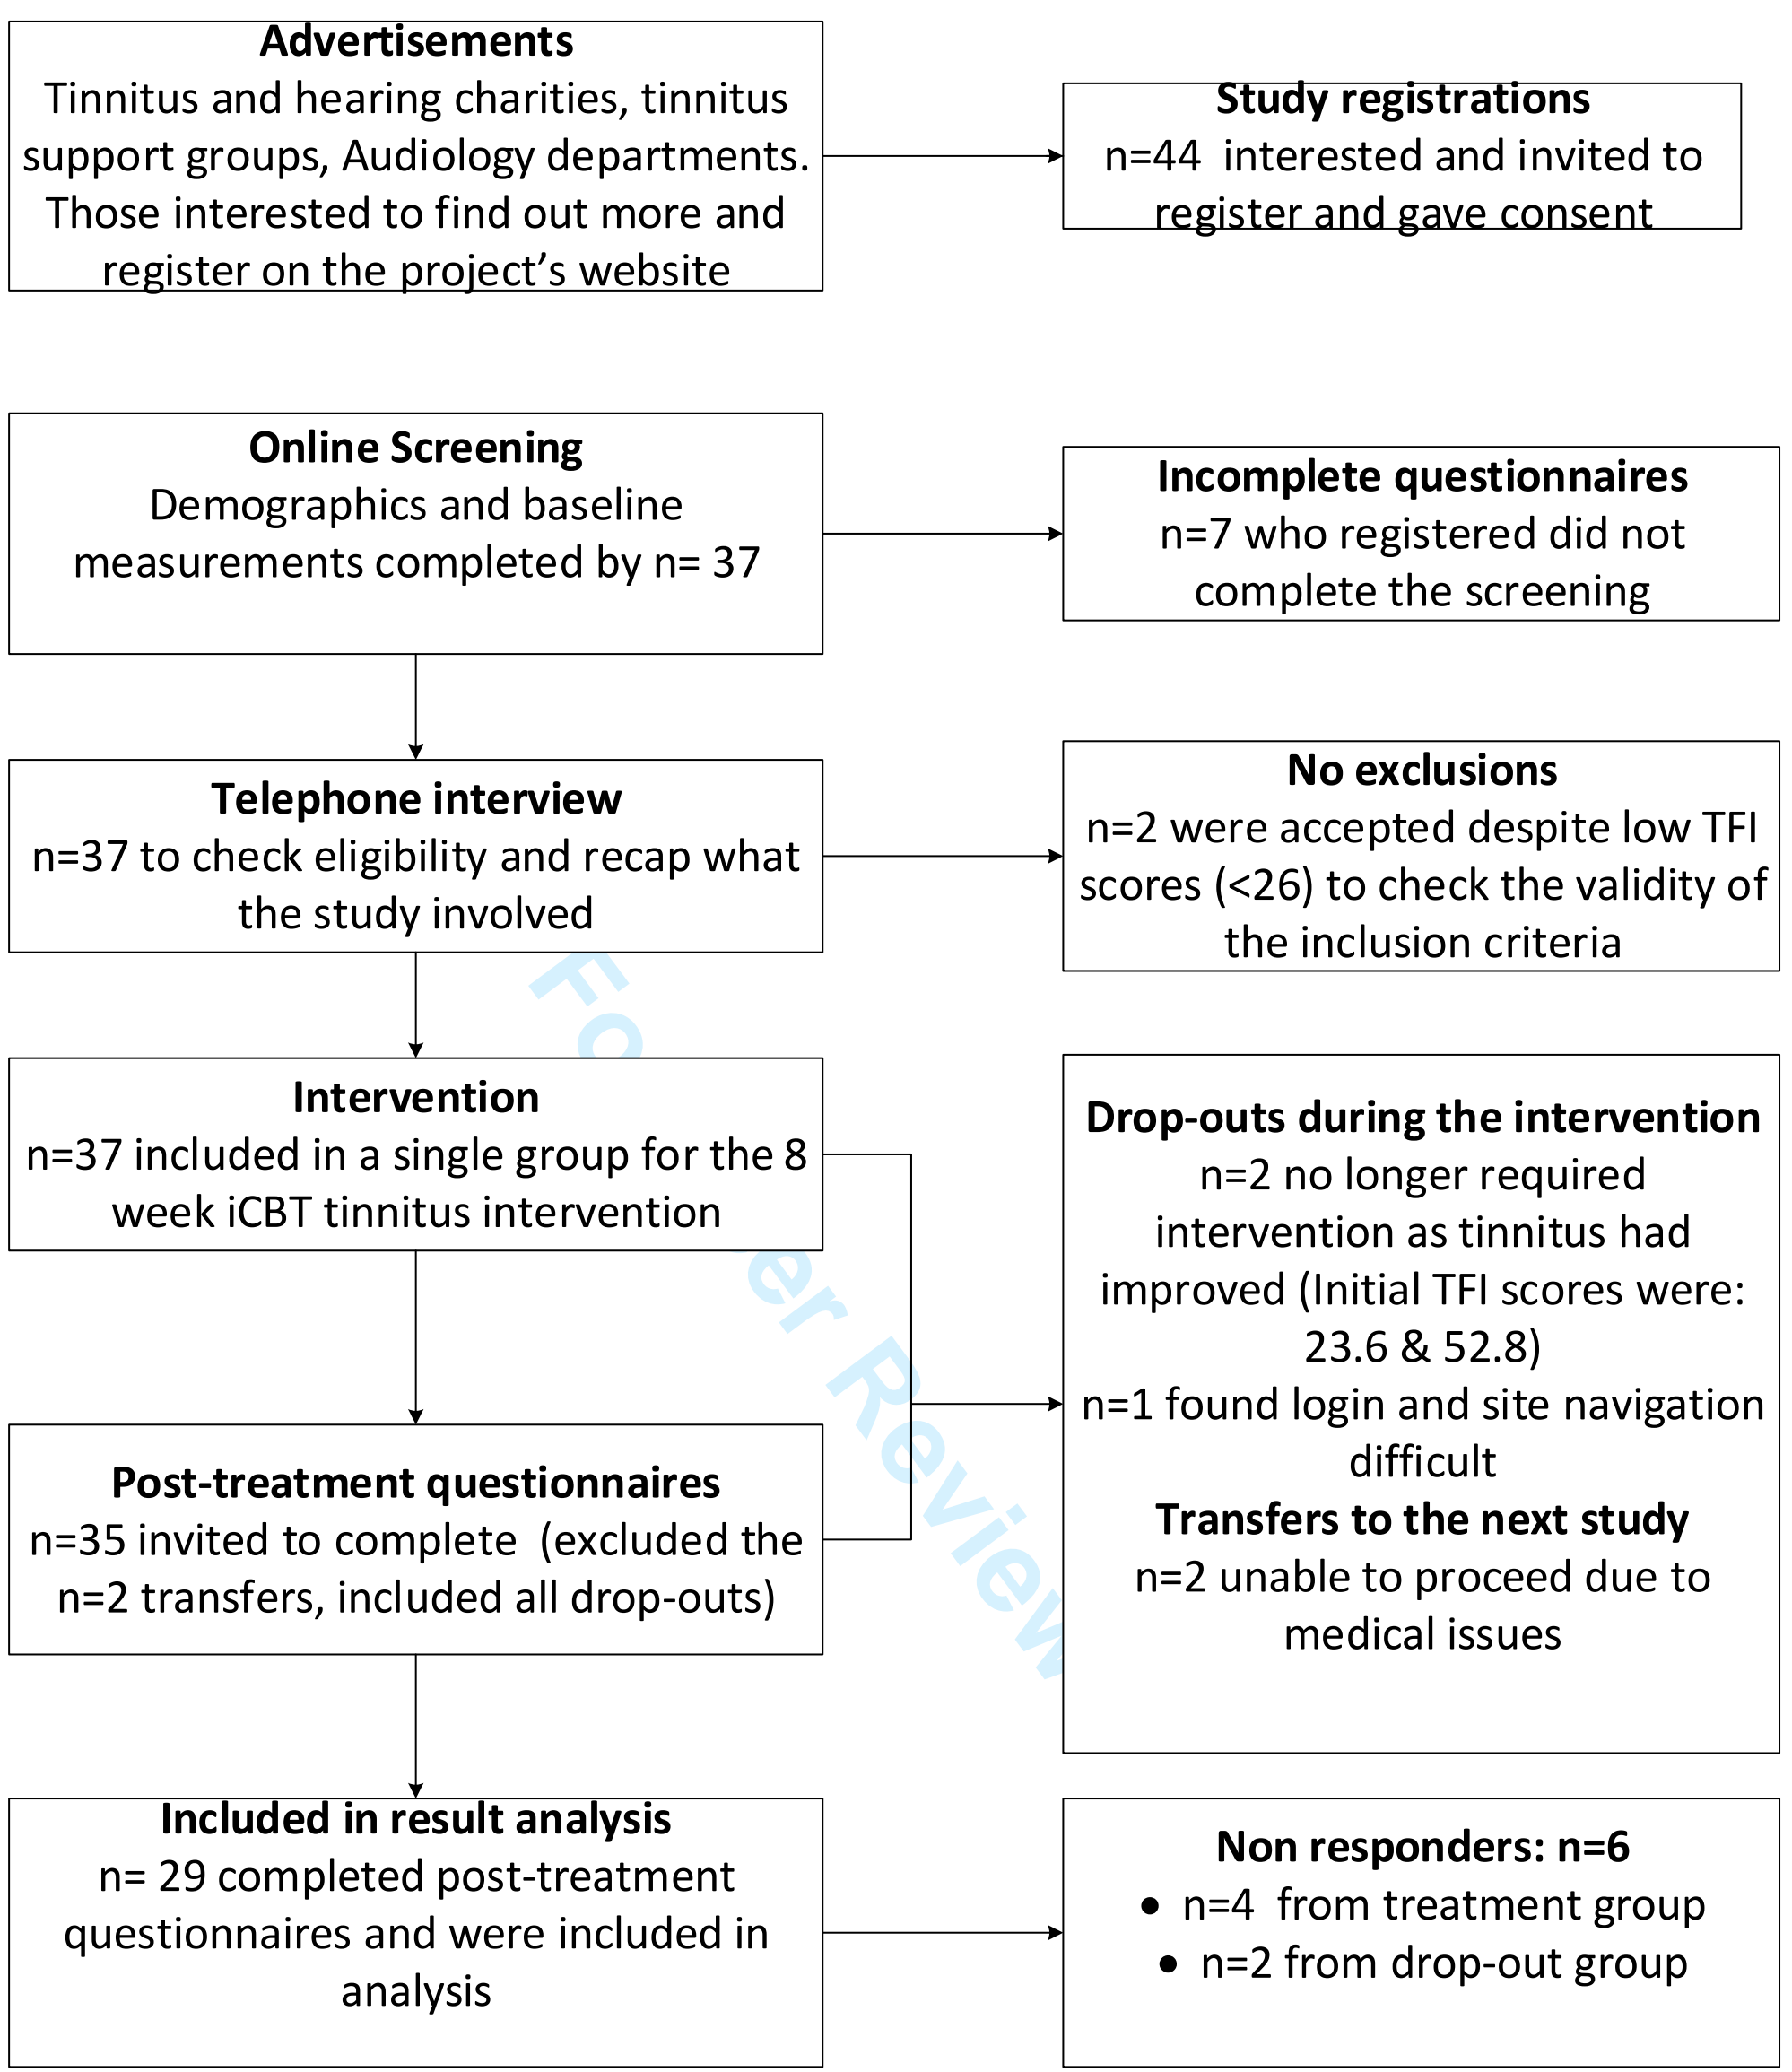 Advertisements
Tinnitus and hearing charities, tinnitus
support groups, Audiology departments.
Those interested to find out more and
register on the project’s website
Study registrations
n=44 interested and invited to
register and gave consent
Online Screening
Demographics and baseline
measurements completed by n= 37
Incomplete questionnaires
n=7 who registered did not
complete the screening
Telephone interview
n=37 to check eligibility and recap what
the study involved
No exclusions
n=2 were accepted despite low TFI
scores (<26) to check the validity of
the inclusion criteria
Intervention
n=37 included in a single group for the 8
week iCBT tinnitus intervention
Drop-outs during the intervention
n=2 no longer required
intervention as tinnitus had
improved (Initial TFI scores were:
23.6 & 52.8)
n=1 found login and site navigation
difficult
Transfers to the next study
n=2 unable to proceed due to
medical issues
Post-treatment questionnaires
n=35 invited to complete (excluded the
n=2 transfers, included all drop-outs)
Included in result analysis
n= 29 completed post-treatment
questionnaires and were included in
analysis
Non responders: n=6
• n=4 from treatment group
• n=2 from drop-out group
Review